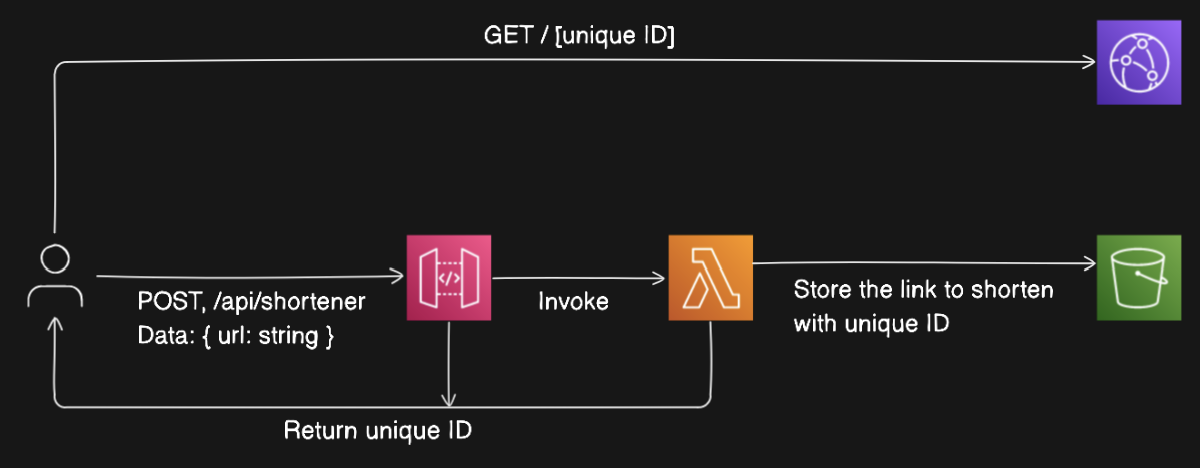 GET / [unique ID]
POST, /api/shortener
Data: { url: string }
</>
Invoke
Store the link to shorten
with unique ID
Return unique ID